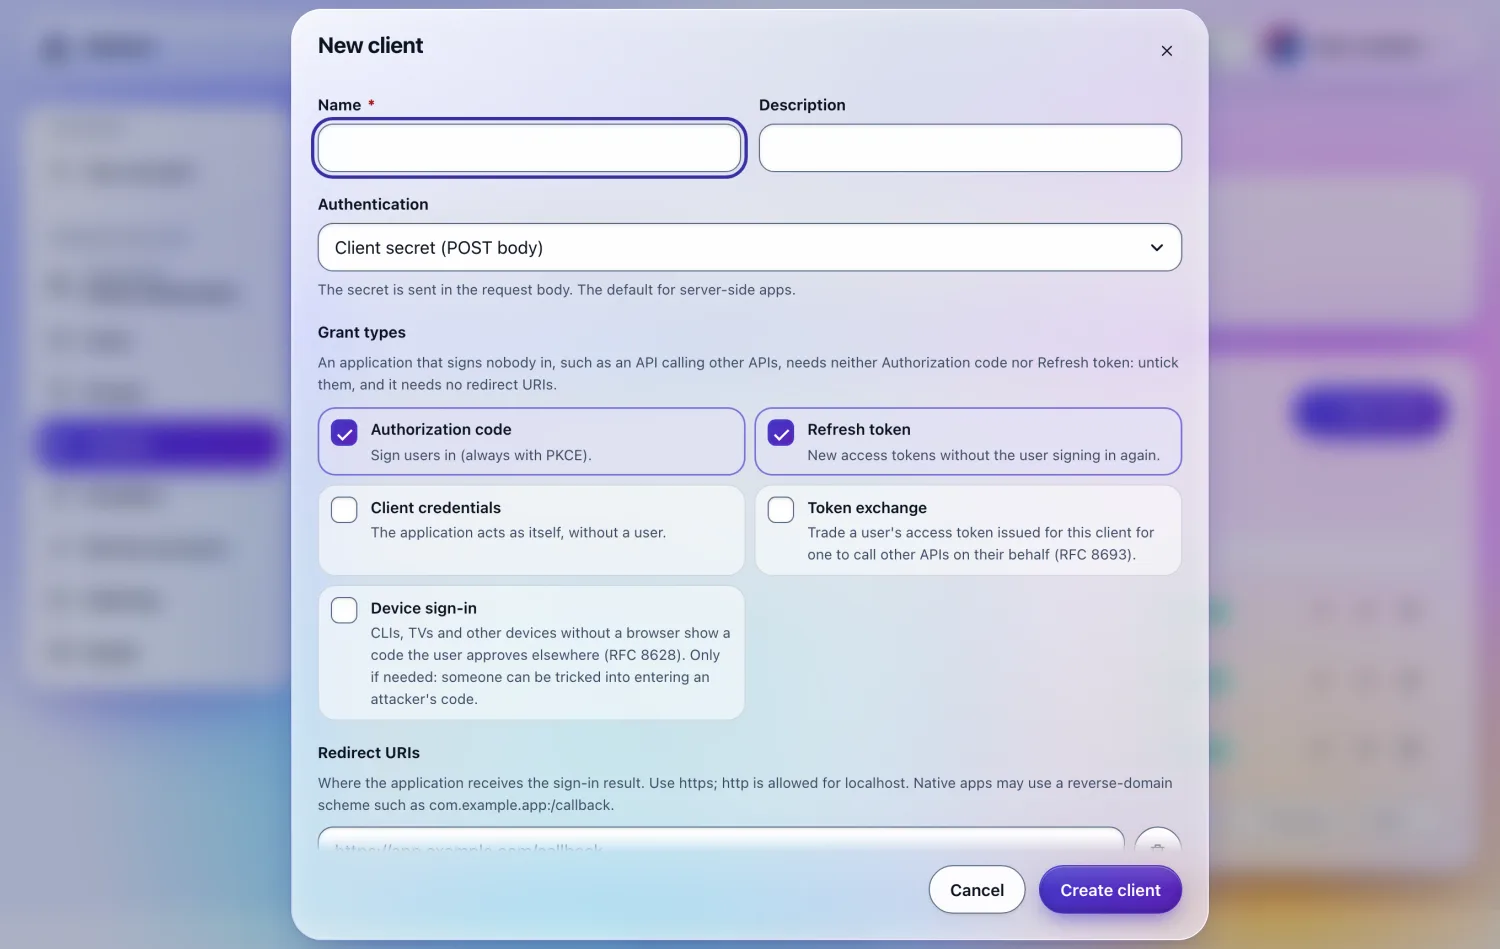 New client
Name *
Description
Authentication
Client secret (POST body)
The secret is sent in the request body. The default for server-side apps.
Grant types
An application that signs nobody in, such as an API calling other APIs, needs neither Authorization code nor Refresh token: untick
them, and it needs no redirect URIs.
Authorization code
Sign users in (always with PKCE).
Refresh token
New access tokens without the user signing in again.
Client credentials
The application acts as itself, without a user.
Token exchange
Trade a user's access token issued for this client for
one to call other APIs on their behalf (RFC 8693).
Device sign-in
CLIs, TVs and other devices without a browser show a
code the user approves elsewhere (RFC 8628). Only
if needed: someone can be tricked into entering an
attacker's code.
Redirect URIs
Where the application receives the sign-in result. Use https; http is allowed for localhost. Native apps may use a reverse-domain
scheme such as com.example.app:/callback.
https://app.example.com/callback
Cancel
Create client